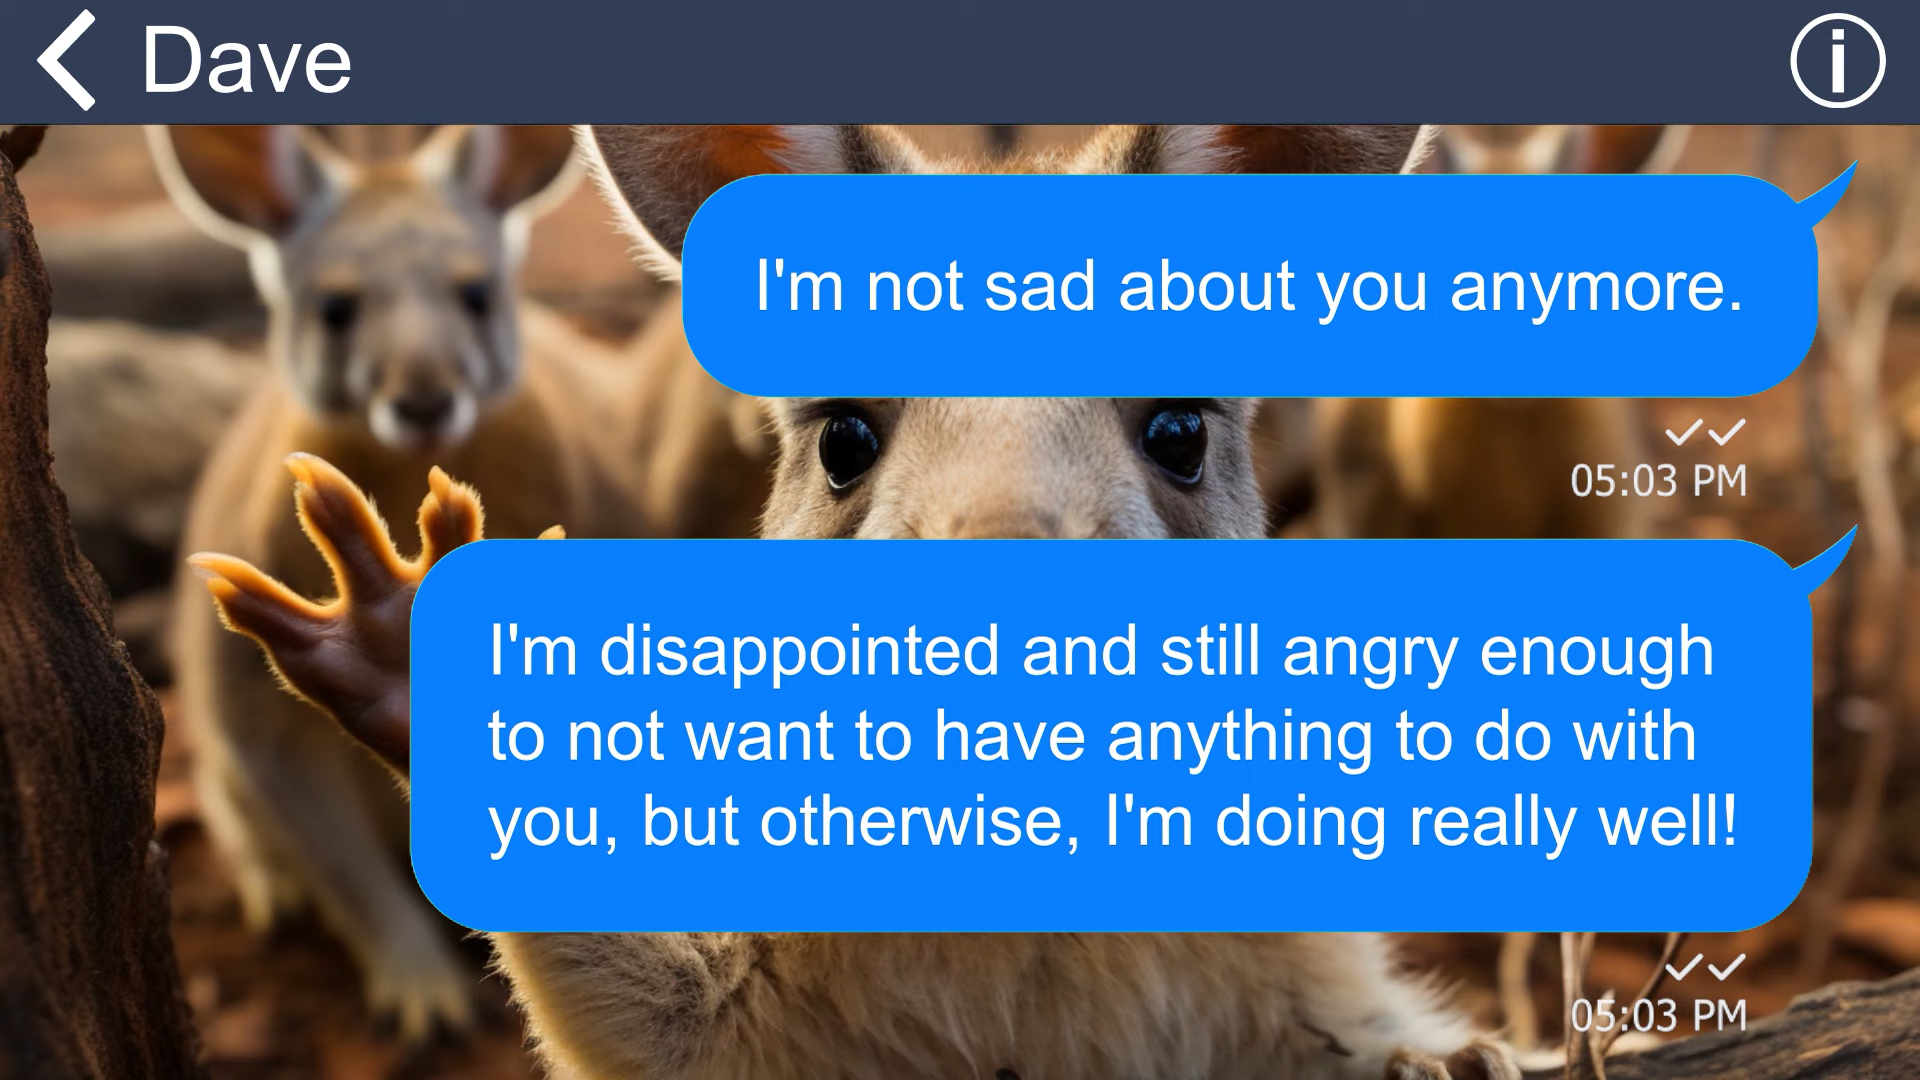 Dave
I'm not sad about you anymore.
05:03 PM
I'm disappointed and still angry enough
to not want to have anything to do with
you, but otherwise, I'm doing really well!
05:03 PM